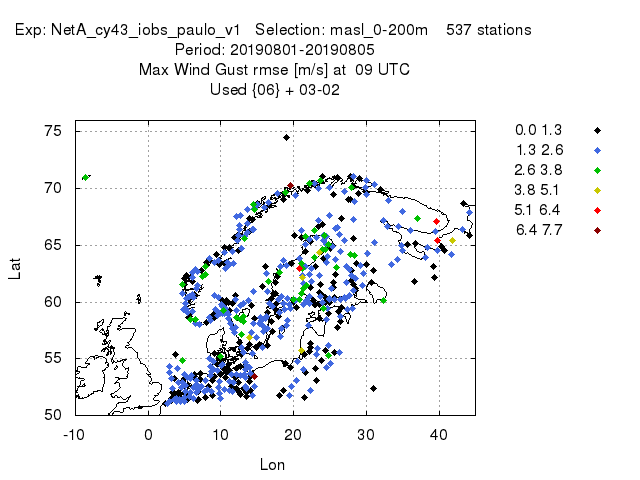 Exp: NetA_cy43_iobs_paulo_v1 Selection: masl_0-200m 537 stations
Period: 20190801-20190805
Max Wind Gust rmse [m/s] at 09 UTC
Used {06} + 03-02
75
70
65
60
55
50
Lat
-10 0 10 20 30 40
Lon
0.0 1.3
1.3 2.6
2.6 3.8
3.8 5.1
5.1 6.4
6.4 7.7